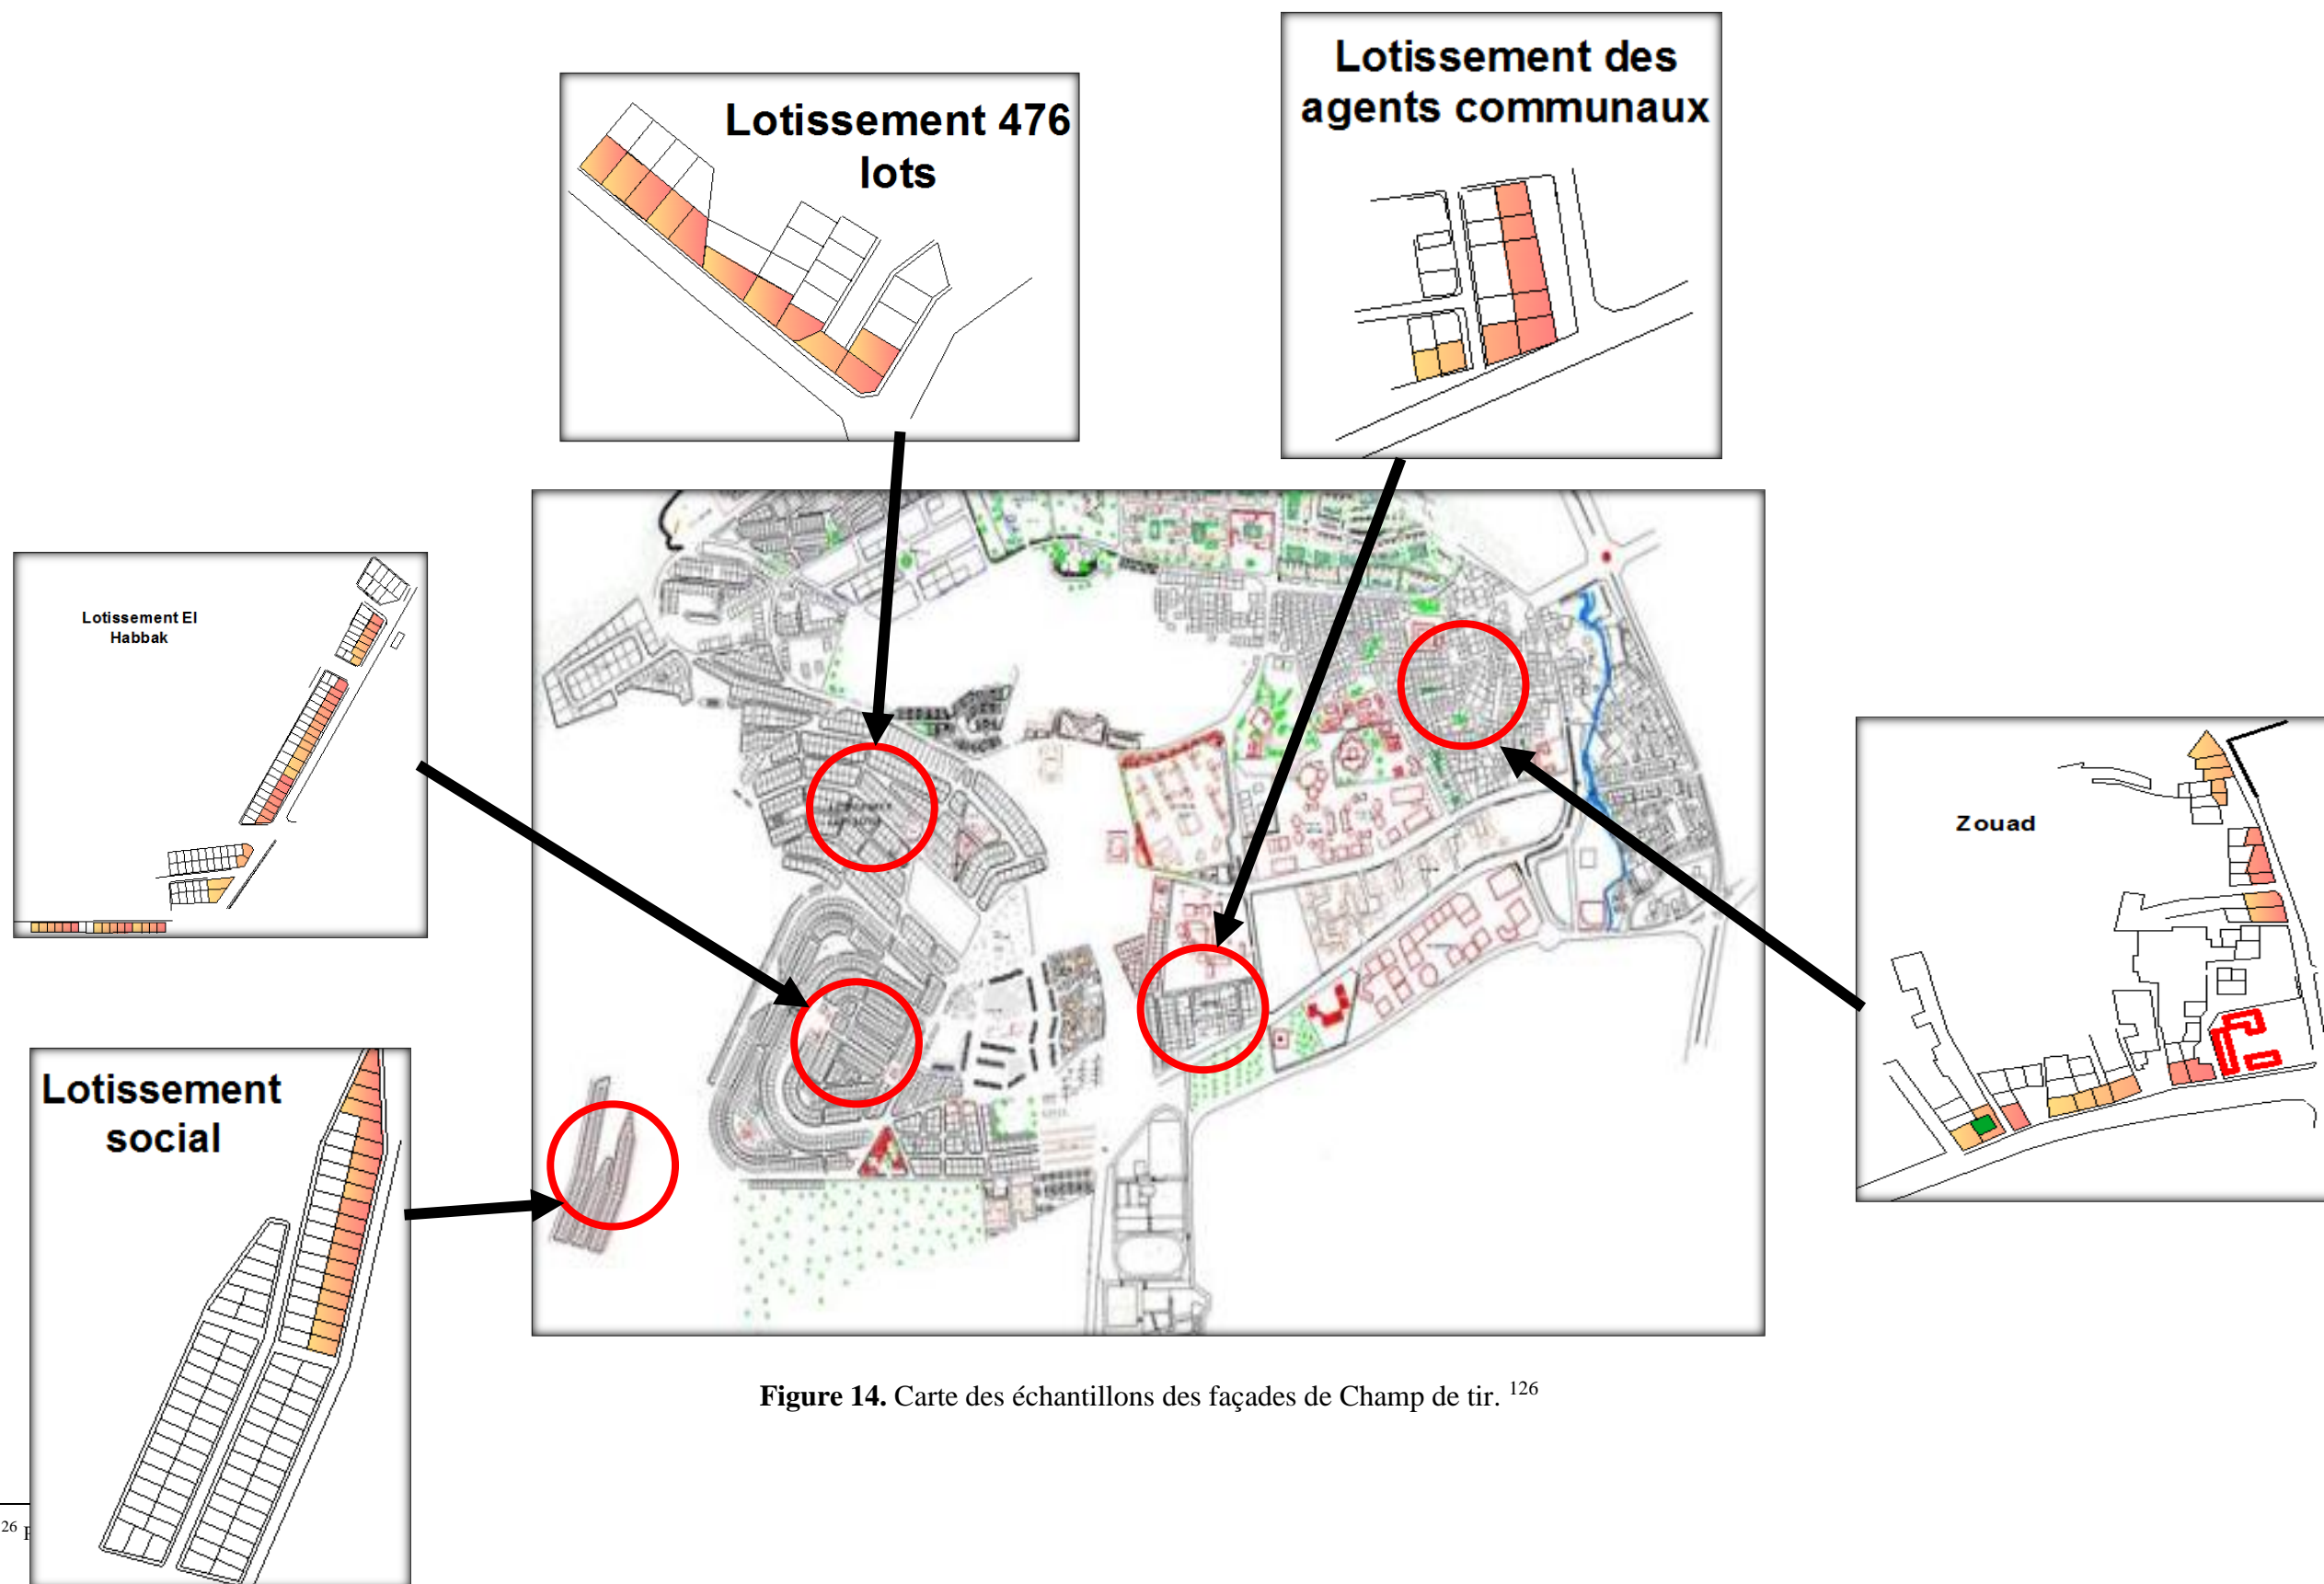 Lotissement des
agents communaux
Lotissement 476
lots
Lotissement El
Habbak
Zouad
Lotissement
social
Figure 14. Carte des échantillons des façades de Champ de tir. 126
26